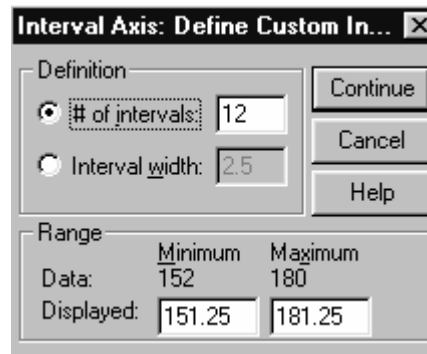 Interval Axis: Define Custom In...
Definition
# of intervals: 12
Interval width: 2.5
Continue
Cancel
Help
Range
Minimum Maximum
Data: 152 180
Displayed: 151.25 181.25